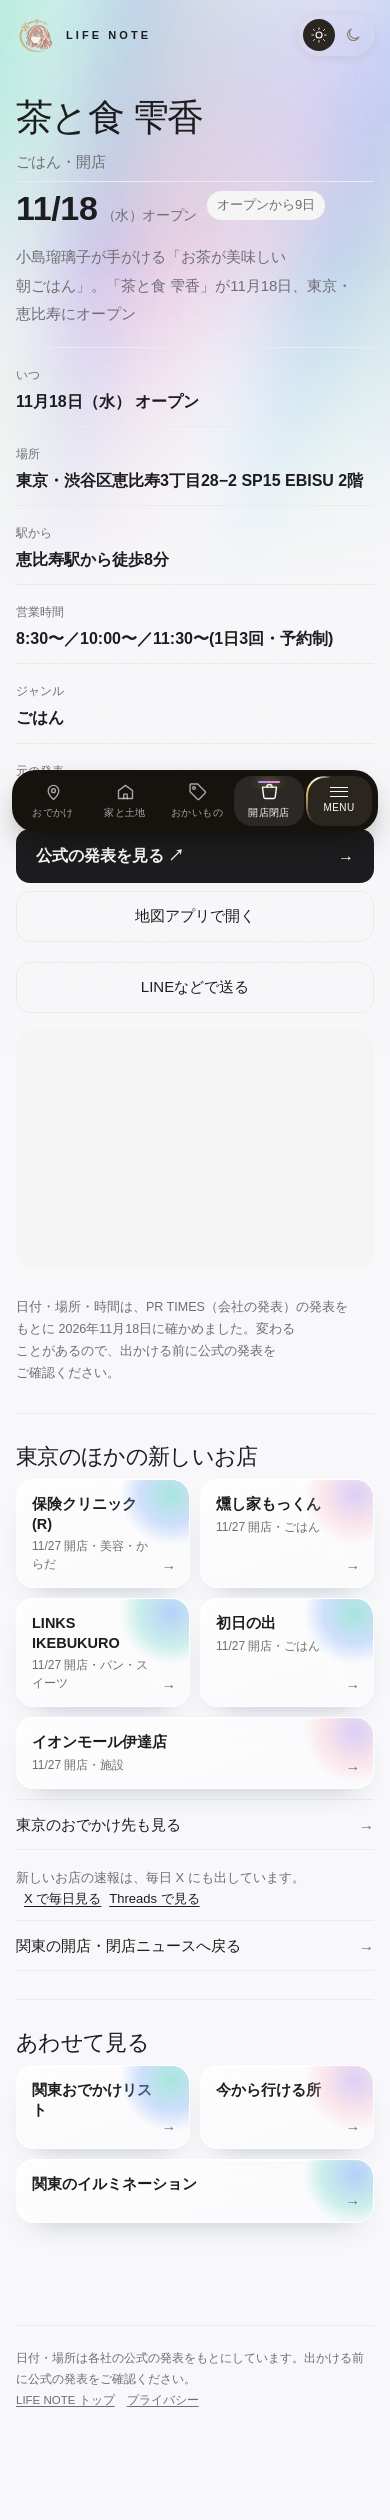 LIFE NOTE
茶と食 雫香
ごはん・開店
11/18 （水）オープン オープンから9日
小島瑠璃子が手がける「お茶が美味しい
朝ごはん」。「茶と食 雫香」が11月18日、東京・
恵比寿にオープン
いつ
11月18日（水） オープン
場所
東京・渋谷区恵比寿3丁目28−2 SP15 EBISU 2階
駅から
恵比寿駅から徒歩8分
営業時間
8:30〜／10:00〜／11:30〜(1日3回・予約制)
ジャンル
ごはん
元の発表
おでかけ 家と土地 おかいもの 開店閉店 MENU
公式の発表を見る ↗ →
地図アプリで開く
LINEなどで送る
日付・場所・時間は、PR TIMES（会社の発表）の発表を
もとに 2026年11月18日に確かめました。変わる
ことがあるので、出かける前に公式の発表を
ご確認ください。
東京のほかの新しいお店
保険クリニック
(R)
11/27 開店・美容・か
らだ →
燻し家もっくん
11/27 開店・ごはん
→
LINKS
IKEBUKURO
11/27 開店・パン・ス
イーツ →
初日の出
11/27 開店・ごはん
→
イオンモール伊達店
11/27 開店・施設 →
東京のおでかけ先も見る →
新しいお店の速報は、毎日 X にも出しています。
X で毎日見る Threads で見る
関東の開店・閉店ニュースへ戻る →
あわせて見る
関東おでかけリス
ト →
今から行ける所
→
関東のイルミネーション
→
日付・場所は各社の公式の発表をもとにしています。出かける前
に公式の発表をご確認ください。
LIFE NOTE トップ プライバシー